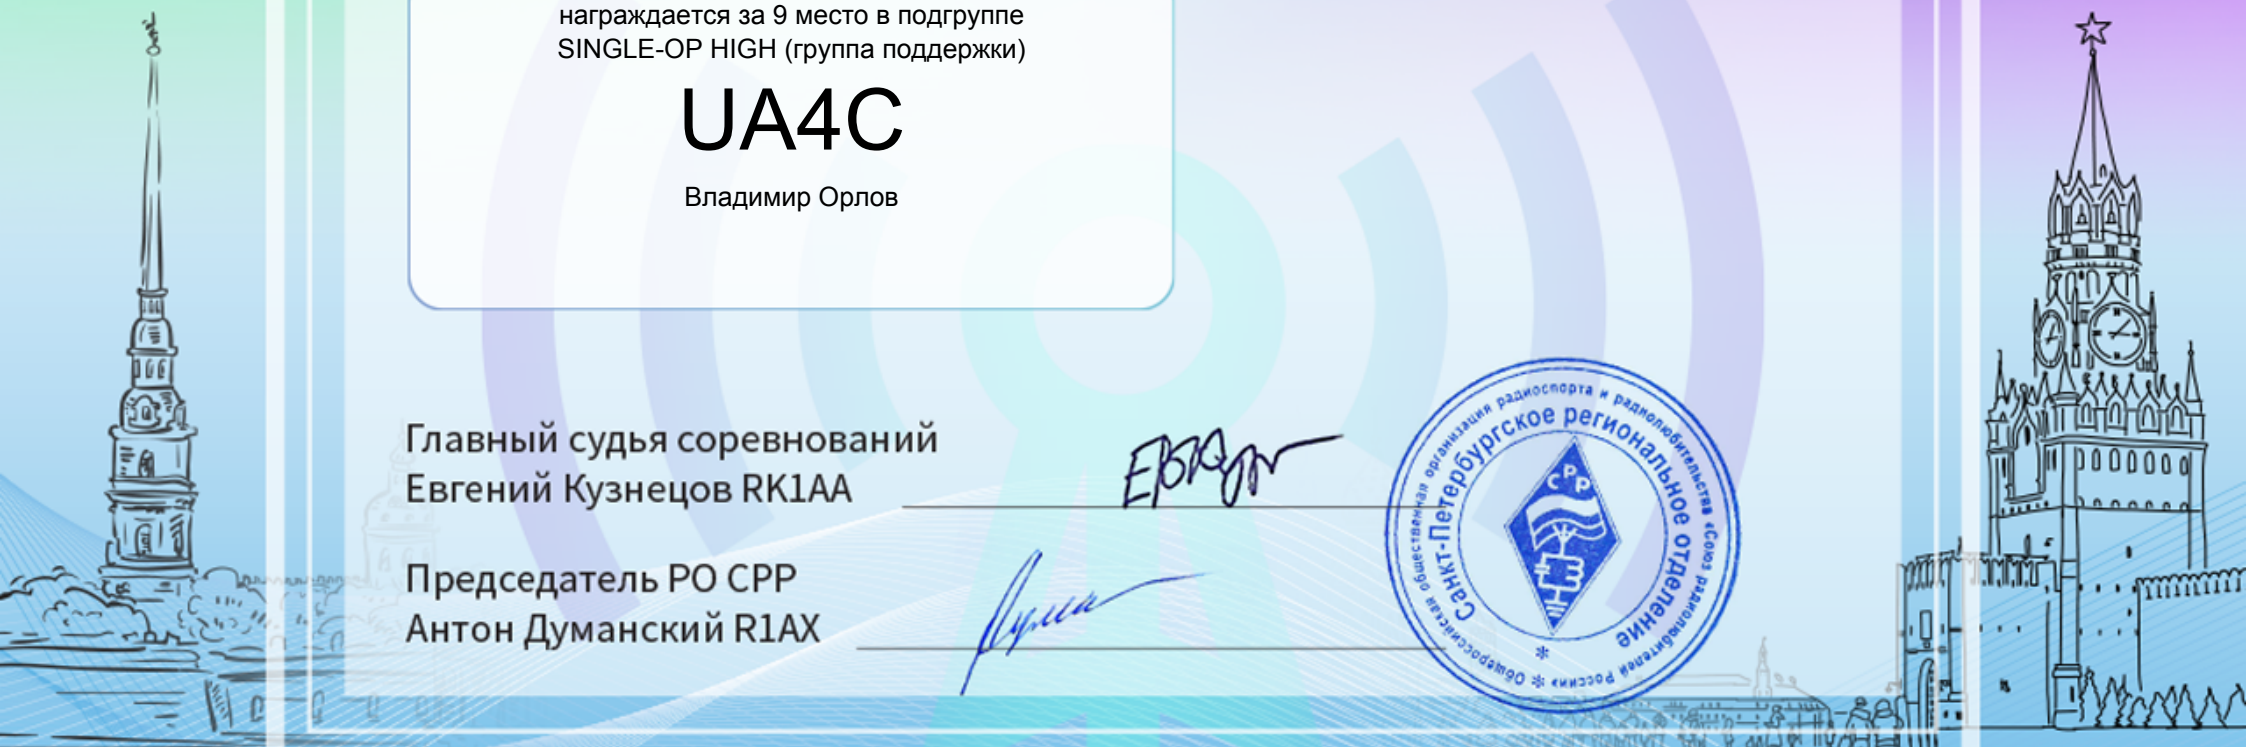 награждается за 9 место в подгруппе
SINGLE-OP HIGH (группа поддержки)
UA4C
Владимир Орлов
Главный судья соревнований
Евгений Кузнецов RK1AA
Председатель РО СРР
Антон Думанский R1AX
Общероссийская общественная организация радиоспорта и радиолюбительства «Союз радиолюбителей России»
Санкт-Петербургское региональное отделение
СРР